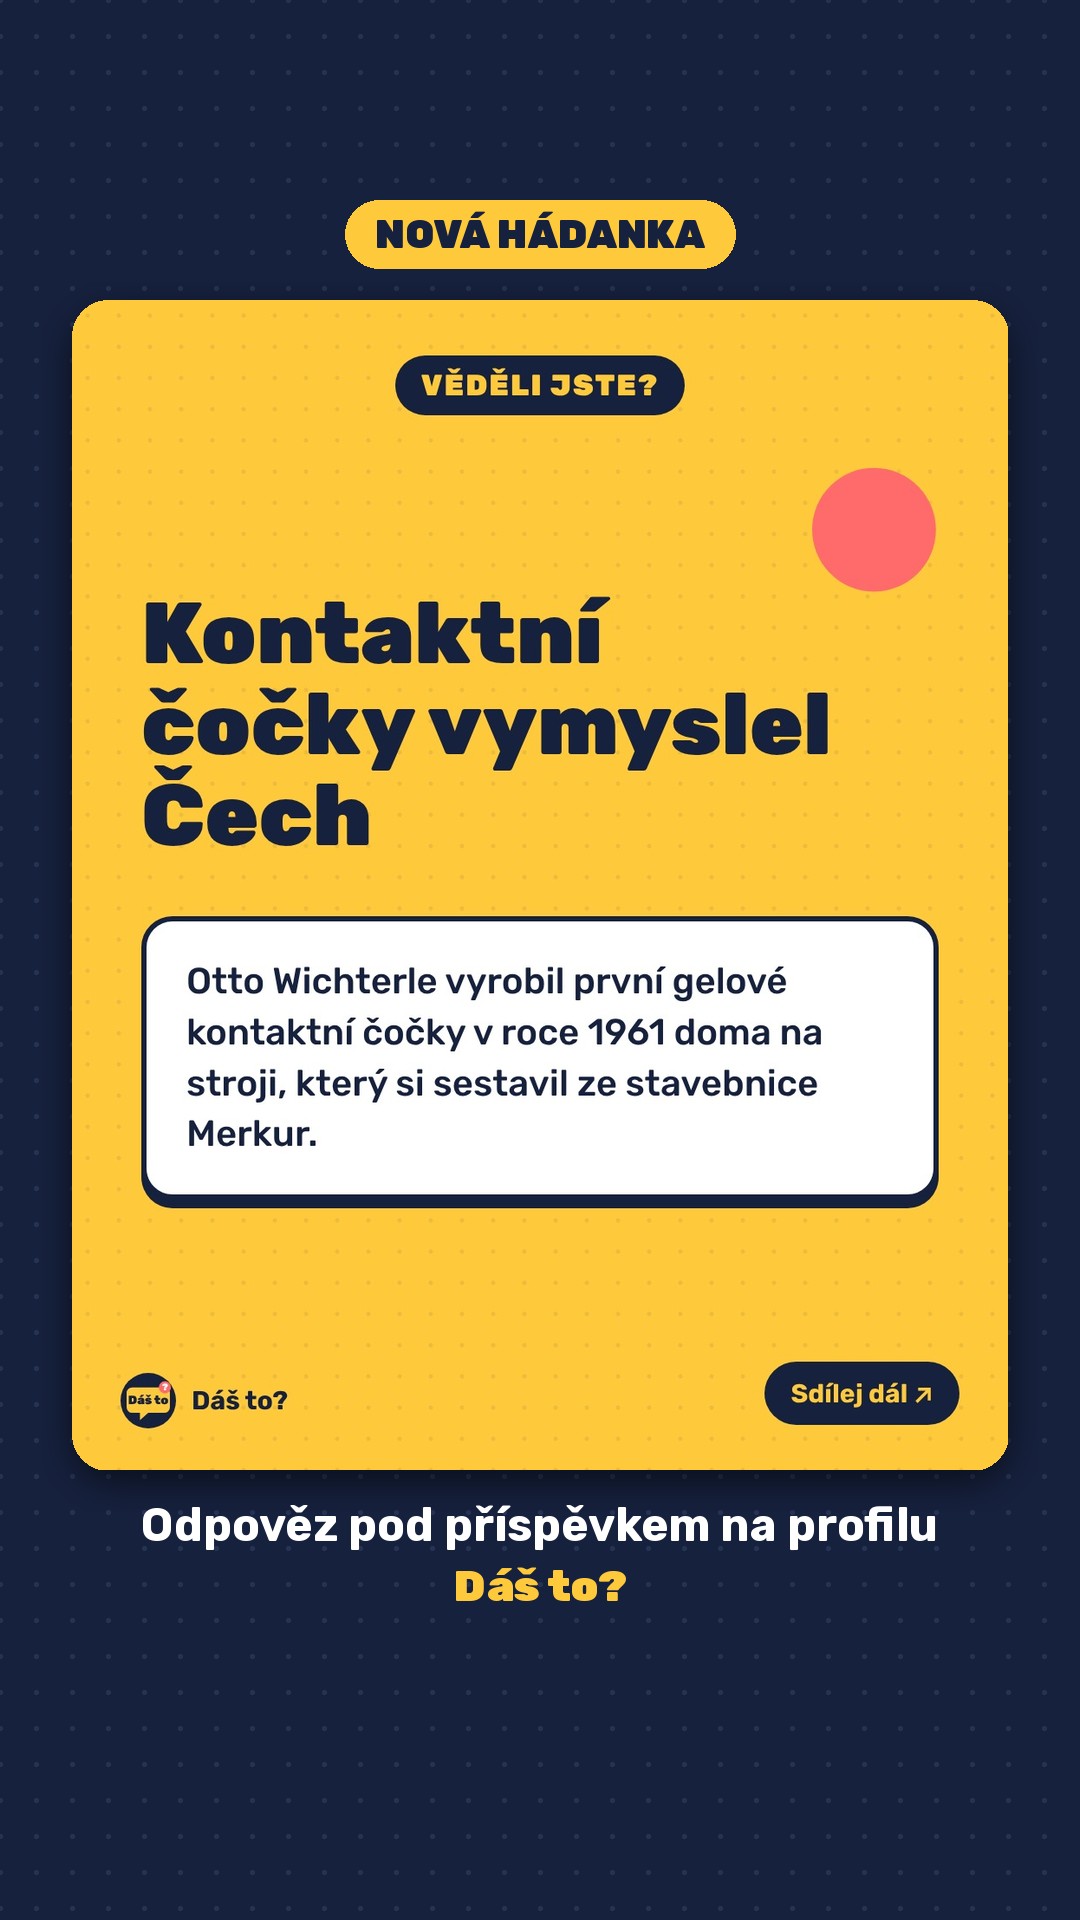 NOVÁ HÁDANKA
VĚDĚLI JSTE?
Kontaktní
čočky vymyslel
Čech
Otto Wichterle vyrobil první gelové
kontaktní čočky v roce 1961 doma na
stroji, který si sestavil ze stavebnice
Merkur.
Dáš to
?
Dáš to?
Sdílej dál ↗
Odpověz pod příspěvkem na profilu
Dáš to?